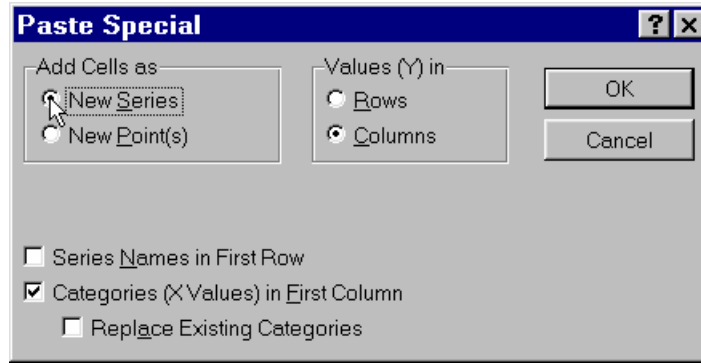 Paste Special
Add Cells as
New Series
New Point(s)
Values (Y) in
Rows
Columns
OK
Cancel
Series Names in First Row
Categories (X Values) in First Column
Replace Existing Categories